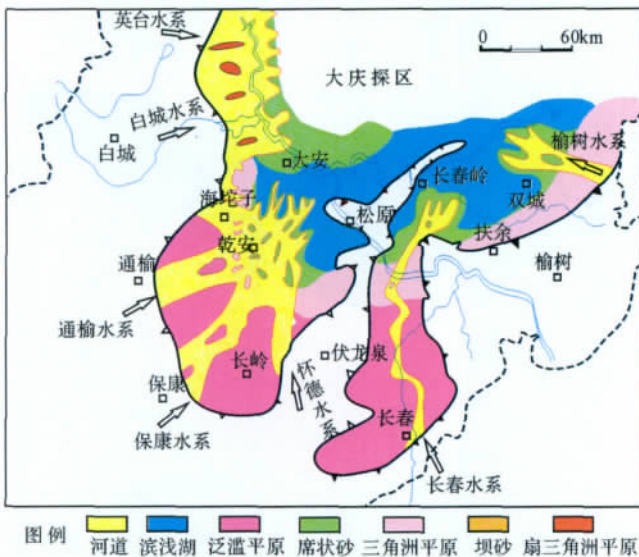 英台水系
0 60km
大庆探区
白城水系
白城
榆树水系
大安
长春岭
双城
海坨子
松原
扶余
乾安
榆树
通榆
通榆水系
伏龙泉
长岭
怀德水系
保康
保康水系
长春
长春水系
图例 河道 滨浅湖 泛滥平原 席状砂 三角洲平原 坝砂 扇三角洲平原